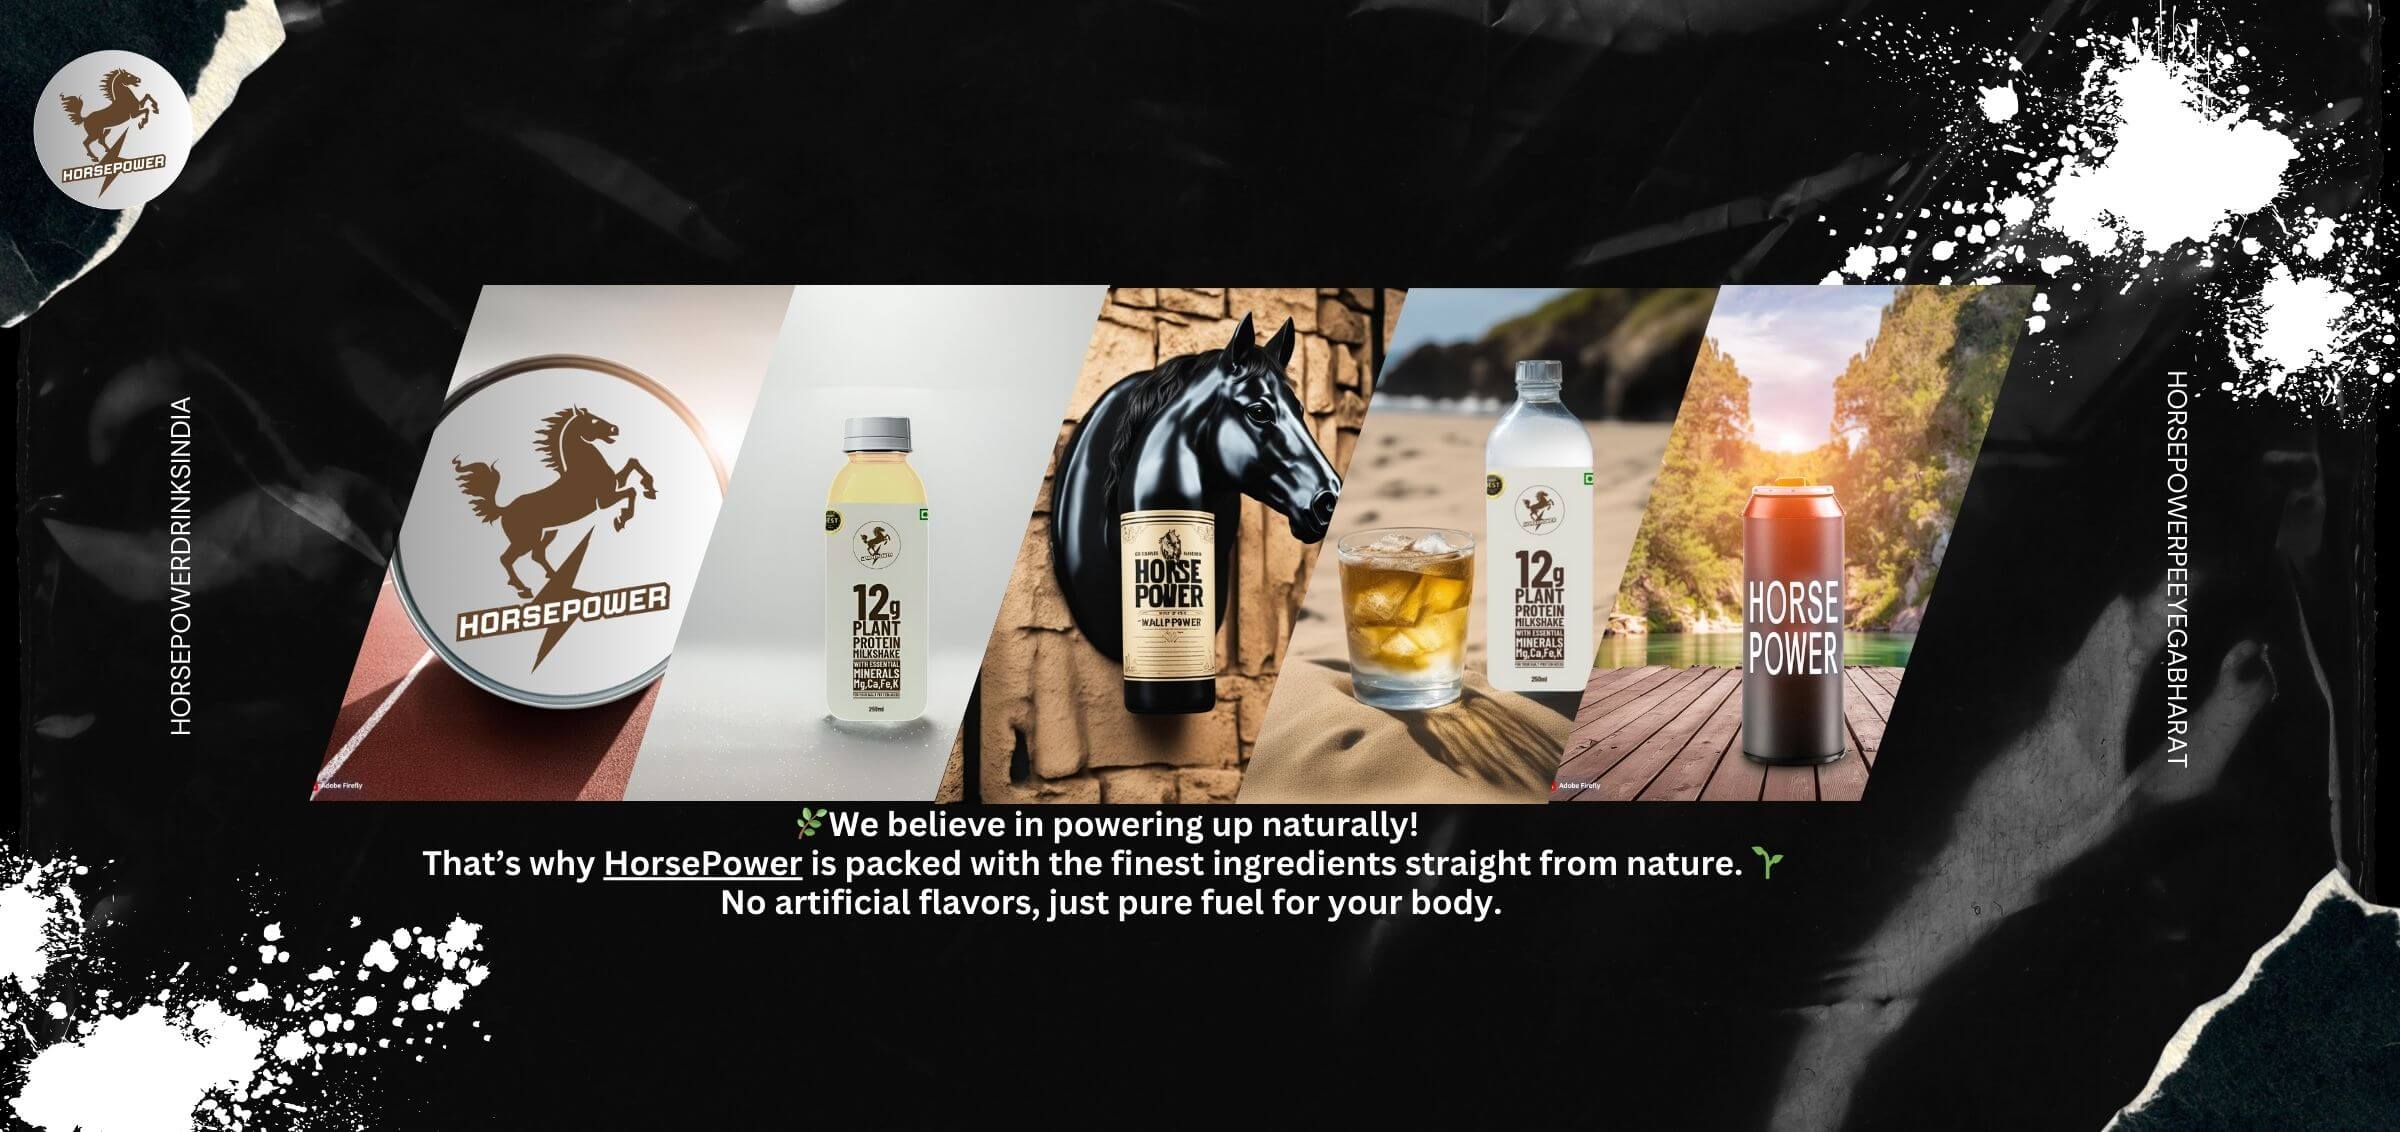 HORSEPOWER
HORSEPOWERDRINKSINDIA
HORSEPOWER
Adobe Firefly
12g
PLANT
PROTEIN
MILKSHAKE
WITH ESSENTIAL
MINERALS
Mg,Ca,Fe,K
250ml
HORSE
POWER
WALLPPOWER
HORSEPOWER
12g
PLANT
PROTEIN
MILKSHAKE
WITH ESSENTIAL
MINERALS
Mg,Ca,Fe,K
250ml
HORSE
POWER
Adobe Firefly
HORSEPOWERPEEYEGABHARAT
🌿We believe in powering up naturally!
That’s why HorsePower is packed with the finest ingredients straight from nature. 🌱
No artificial flavors, just pure fuel for your body.